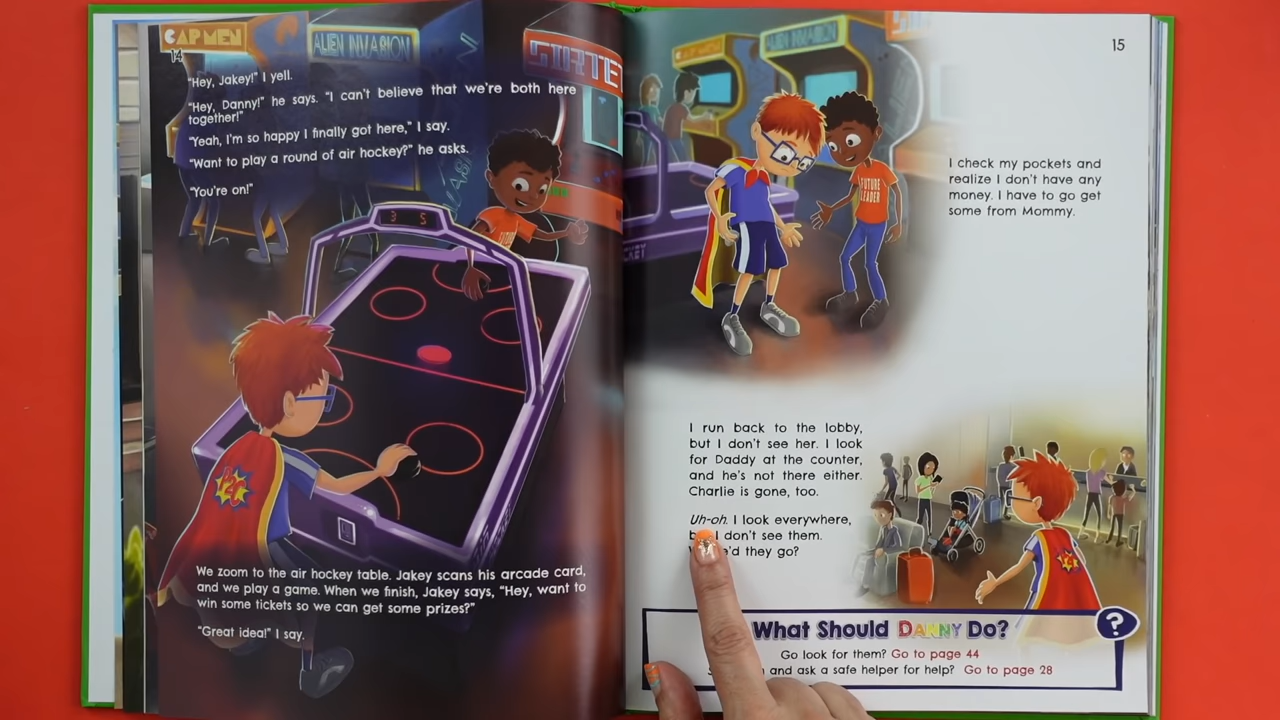 CAP MEN
ALIEN INVASION
14
"Hey, Jakey!" I yell.
"Hey, Danny!" he says. "I can't believe that we're both here
together!"
"Yeah, I'm so happy I finally got here," I say.
"Want to play a round of air hockey?" he asks.
"You're on!"
3 5
We zoom to the air hockey table. Jakey scans his arcade card,
and we play a game. When we finish, Jakey says, "Hey, want to
win some tickets so we can get some prizes?"
"Great idea!" I say.
15
ALIEN INVASION
FUTURE
LEADER
I check my pockets and
realize I don't have any
money. I have to go get
some from Mommy.
I run back to the lobby,
but I don't see her. I look
for Daddy at the counter,
and he's not there either.
Charlie is gone, too.
Uh-oh. I look everywhere,
I don't see them.
they go?
What Should DANNY Do?
?
Go look for them? Go to page 44
and ask a safe helper for help? Go to page 28